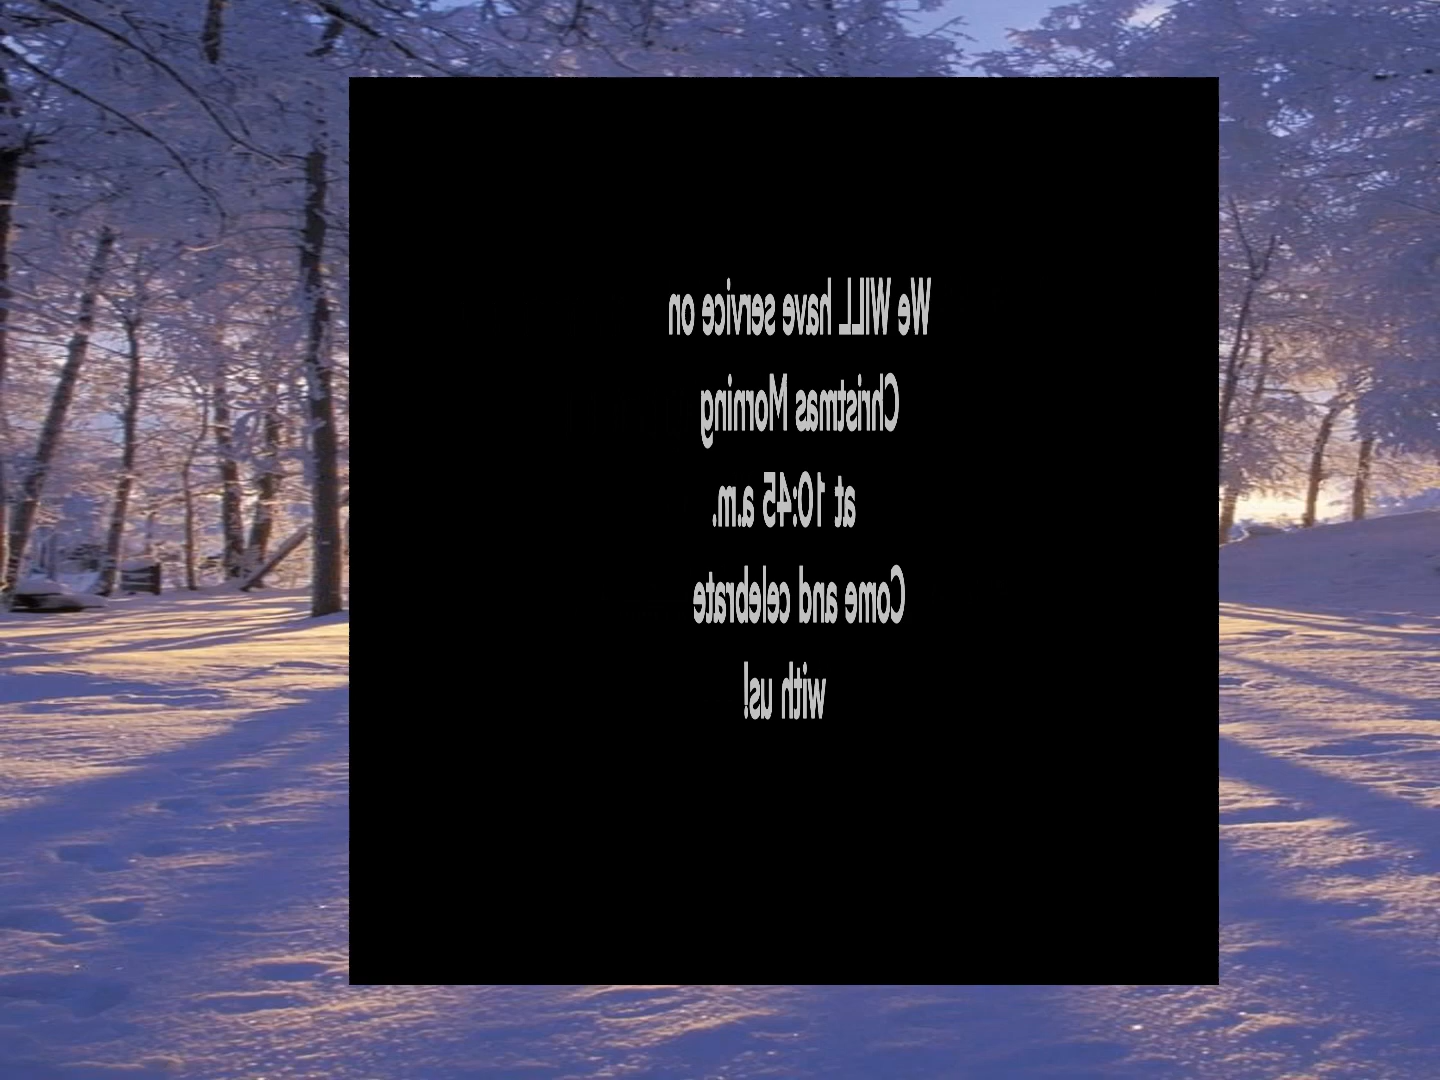 We WILL have service on
Christmas Morning
at 10:45 a.m.
Come and celebrate
with us!